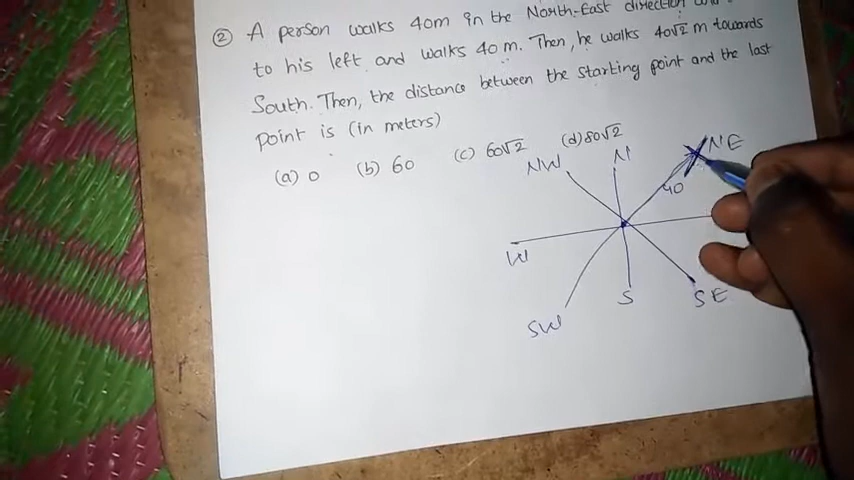 ② A person walks 40m in the North-East direction
to his left and walks 40 m. Then, he walks 40√2 m towards
South. Then, the distance between the starting point and the last
point is (in meters)
(a) 0 (b) 60 (c) 60√2 (d) 80√2
NW N NE
40
W
SW S SE